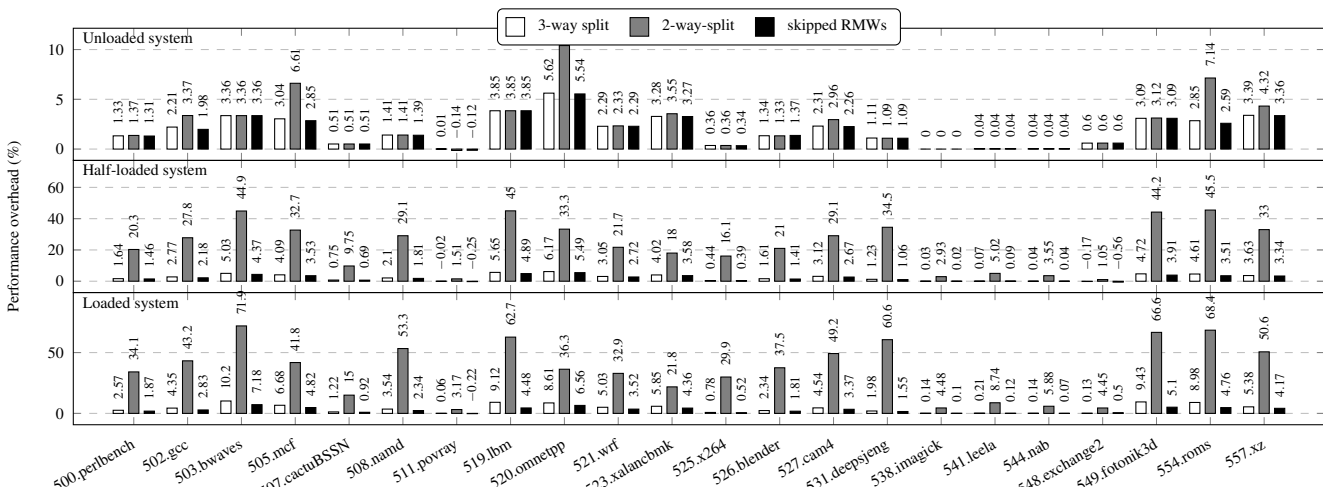 3-way split 2-way-split skipped RMWs
Performance overhead (%)
Unloaded system
10
5
0
1.33 1.37 1.31 2.21 3.37 1.98 3.36 3.36 3.36 3.04 6.61 2.85 0.51 0.51 0.51 1.41 1.41 1.39 0.01 −0.14 −0.12 3.85 3.85 3.85 5.62 5.54 2.29 2.33 2.29 3.28 3.55 3.27 0.36 0.36 0.34 1.34 1.33 1.37 2.31 2.96 2.26 1.11 1.09 1.09 0 0 0 0.04 0.04 0.04 0.04 0.04 0.04 0.6 0.6 0.6 3.09 3.12 3.09 2.85 7.14 2.59 3.39 4.32 3.36
Half-loaded system
60
40
20
0
1.64 20.3 1.46 2.77 27.8 2.18 5.03 44.9 4.37 4.09 32.7 3.53 0.75 9.75 0.69 2.1 29.1 1.81 −0.02 1.51 −0.25 5.65 45 4.89 6.17 33.3 5.49 3.05 21.7 2.72 4.02 18 3.58 0.44 16.1 0.39 1.61 21 1.41 3.12 29.1 2.67 1.23 34.5 1.06 0.03 2.93 0.02 0.07 5.02 0.09 0.04 3.55 0.04 −0.17 1.05 −0.56 4.72 44.2 3.91 4.61 45.5 3.51 3.63 33 3.34
Loaded system
50
0
2.57 34.1 1.87 4.35 43.2 2.83 10.2 71.9 7.18 6.68 41.8 4.82 1.22 15 0.92 3.54 53.3 2.34 0.06 3.17 −0.22 9.12 62.7 4.48 8.61 36.3 6.56 5.03 32.9 3.52 5.85 21.8 4.36 0.78 29.9 0.52 2.34 37.5 1.81 4.54 49.2 3.37 1.98 60.6 1.55 0.14 4.48 0.1 0.21 8.74 0.12 0.14 5.88 0.07 0.13 4.45 0.5 9.43 66.6 5.1 8.98 68.4 4.76 5.38 50.6 4.17
500.perlbench 502.gcc 503.bwaves 505.mcf 507.cactuBSSN 508.namd 511.povray 519.lbm 520.omnetpp 521.wrf 523.xalancbmk 525.x264 526.blender 527.cam4 531.deepsjeng 538.imagick 541.leela 544.nab 548.exchange2 549.fotonik3d 554.roms 557.xz